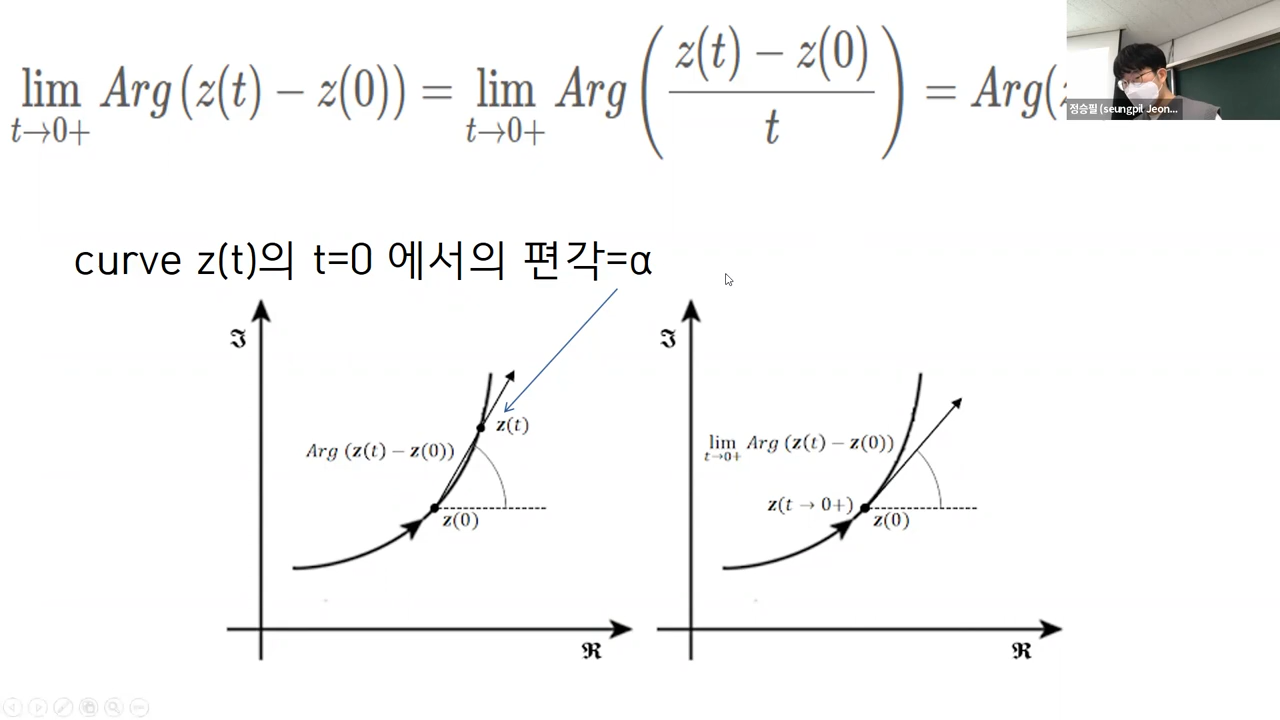 lim Arg (z(t) − z(0)) = lim Arg ( z(t) − z(0) / t ) = Arg(z
t→0+ t→0+
정승필 (seungpil Jeon...
curve z(t)의 t=0 에서의 편각=α
ℑ
z(t)
Arg (z(t) − z(0))
z(0)
ℜ
ℑ
lim Arg (z(t) − z(0))
t→0+
z(t → 0+)
z(0)
ℜ